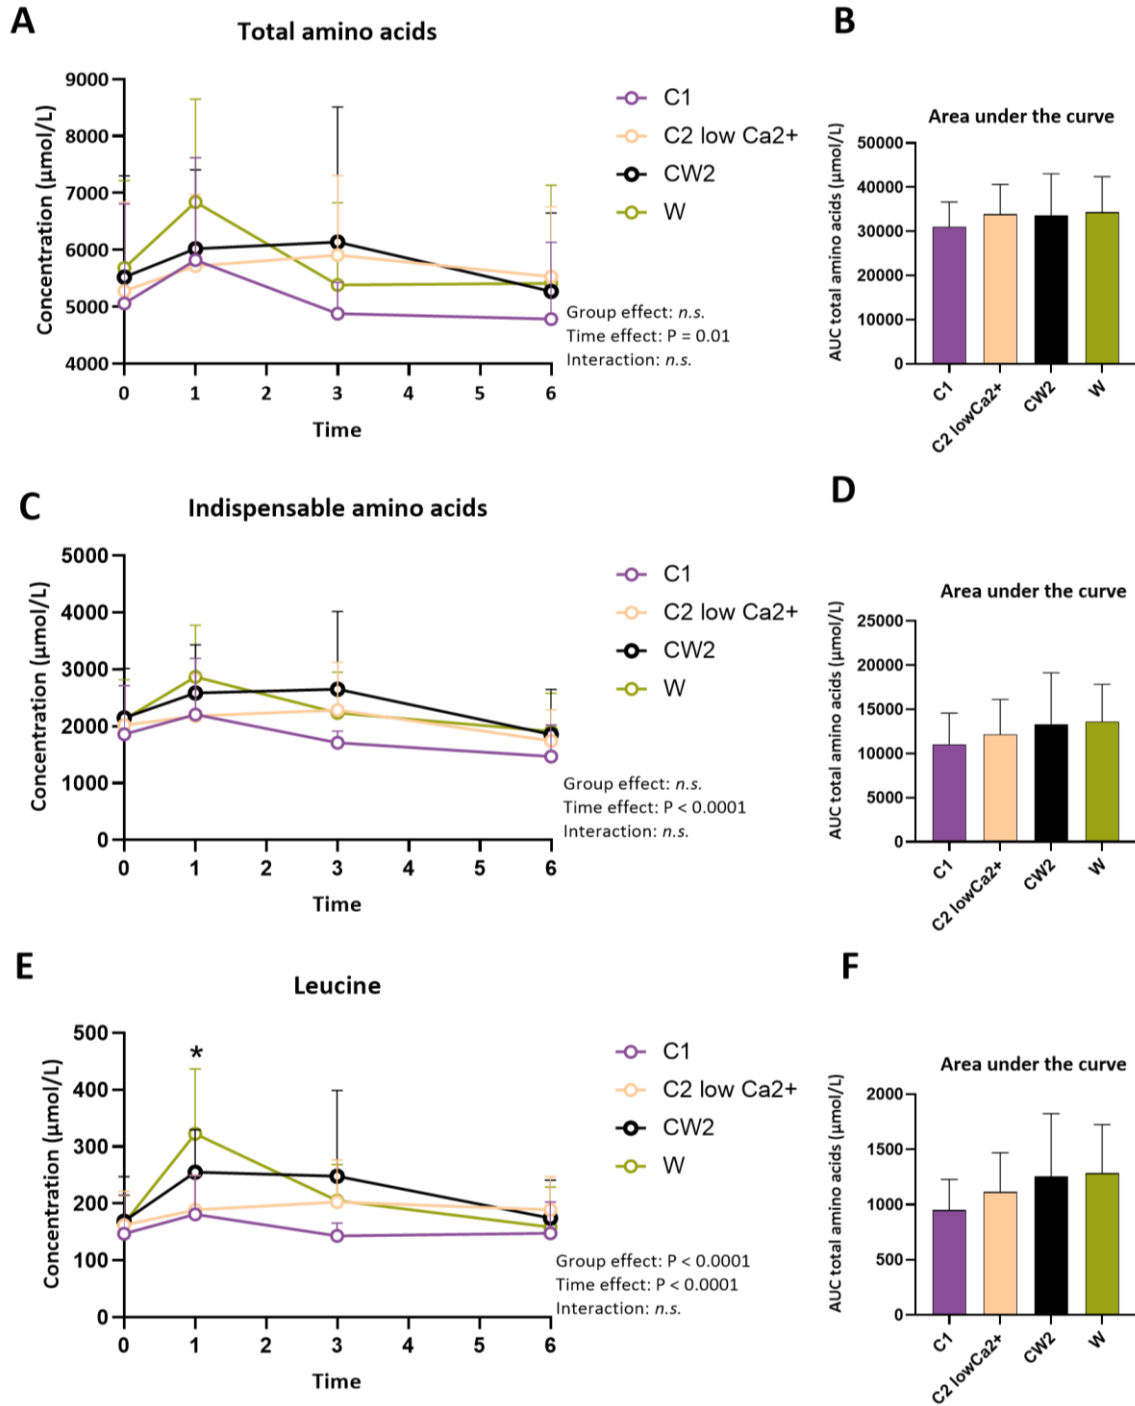 A
Total amino acids
Concentration (µmol/L)
9000
8000
7000
6000
5000
4000
0 1 2 3 4 5 6
Time
C1
C2 low Ca2+
CW2
W
Group effect: n.s.
Time effect: P = 0.01
Interaction: n.s.
B
Area under the curve
AUC total amino acids (µmol/L)
50000
40000
30000
20000
10000
0
C1
C2 lowCa2+
CW2
W
C
Indispensable amino acids
Concentration (µmol/L)
5000
4000
3000
2000
1000
0
0 1 2 3 4 5 6
Time
C1
C2 low Ca2+
CW2
W
Group effect: n.s.
Time effect: P < 0.0001
Interaction: n.s.
D
Area under the curve
AUC total amino acids (µmol/L)
25000
20000
15000
10000
5000
0
C1
C2 lowCa2+
CW2
W
E
Leucine
Concentration (µmol/L)
500
400
300
200
100
0
*
0 1 2 3 4 5 6
Time
C1
C2 low Ca2+
CW2
W
Group effect: P < 0.0001
Time effect: P < 0.0001
Interaction: n.s.
F
Area under the curve
AUC total amino acids (µmol/L)
2000
1500
1000
500
0
C1
C2 lowCa2+
CW2
W